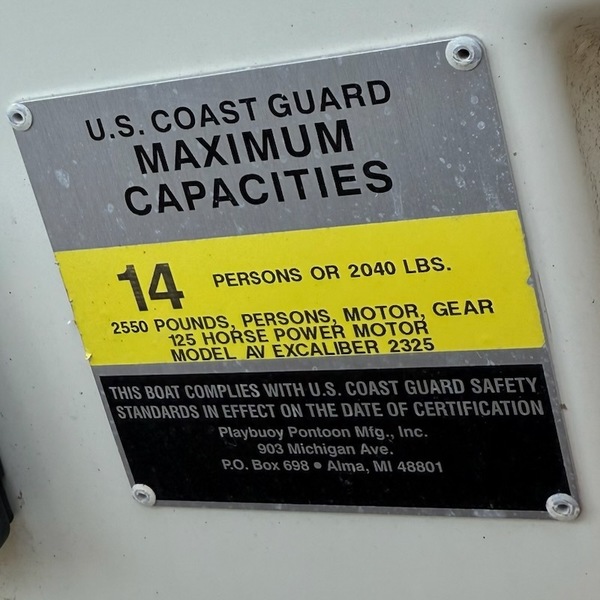 U.S. COAST GUARD
MAXIMUM
CAPACITIES
14 PERSONS OR 2040 LBS.
2550 POUNDS, PERSONS, MOTOR, GEAR
125 HORSE POWER MOTOR
MODEL AV EXCALIBER 2325
THIS BOAT COMPLIES WITH U.S. COAST GUARD SAFETY
STANDARDS IN EFFECT ON THE DATE OF CERTIFICATION
Playbuoy Pontoon Mfg., Inc.
903 Michigan Ave.
P.O. Box 698 • Alma, MI 48801